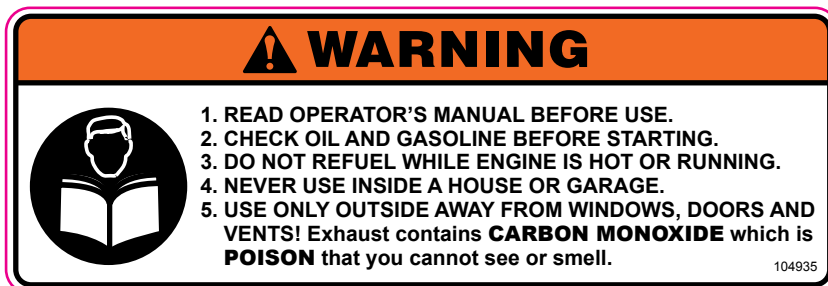 WARNING
1. READ OPERATOR'S MANUAL BEFORE USE.
2. CHECK OIL AND GASOLINE BEFORE STARTING.
3. DO NOT REFUEL WHILE ENGINE IS HOT OR RUNNING.
4. NEVER USE INSIDE A HOUSE OR GARAGE.
5. USE ONLY OUTSIDE AWAY FROM WINDOWS, DOORS AND
VENTS! Exhaust contains CARBON MONOXIDE which is
POISON that you cannot see or smell.
104935